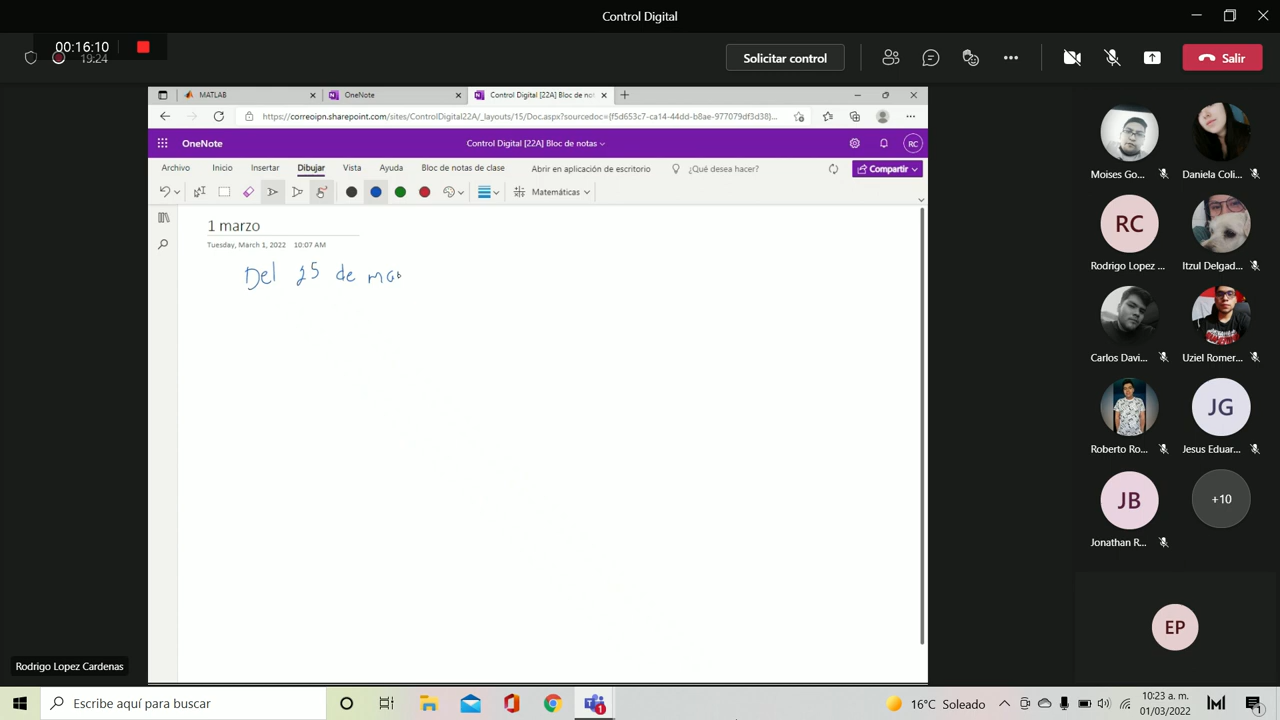 Control Digital
00:16:10
19:24
Solicitar control
Salir
MATLAB
OneNote
Control Digital [22A] Bloc de not
https://correoipn.sharepoint.com/sites/ControlDigital22A/_layouts/15/Doc.aspx?sourcedoc={f5d653c7-ca14-44dd-b8ae-977079df3d38}...
OneNote
Control Digital [22A] Bloc de notas
RC
Archivo Inicio Insertar Dibujar Vista Ayuda Bloc de notas de clase Abrir en aplicación de escritorio ¿Qué desea hacer? Compartir
Matemáticas
1 marzo
Tuesday, March 1, 2022 10:07 AM
Del 25 de ma
Moises Go...
Daniela Coli...
RC
Rodrigo Lopez ...
Itzul Delgad...
Carlos Davi...
Uziel Romer...
Roberto Ro...
JG
Jesus Eduar...
JB
Jonathan R...
+10
EP
Rodrigo Lopez Cardenas
Escribe aquí para buscar
1
16°C Soleado
10:23 a. m.
01/03/2022
1